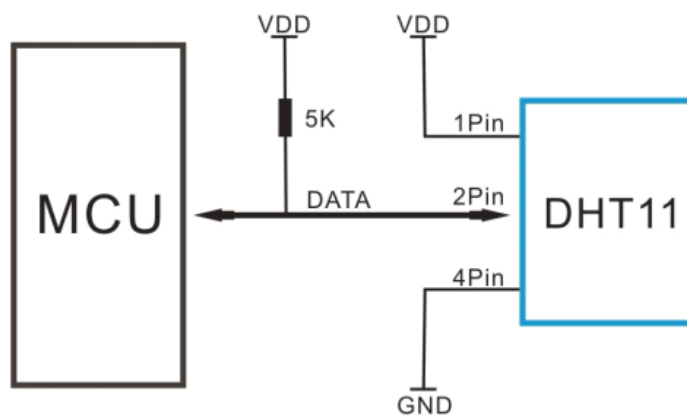 VDD
VDD
5K
1Pin
MCU
DATA
2Pin
DHT11
4Pin
GND